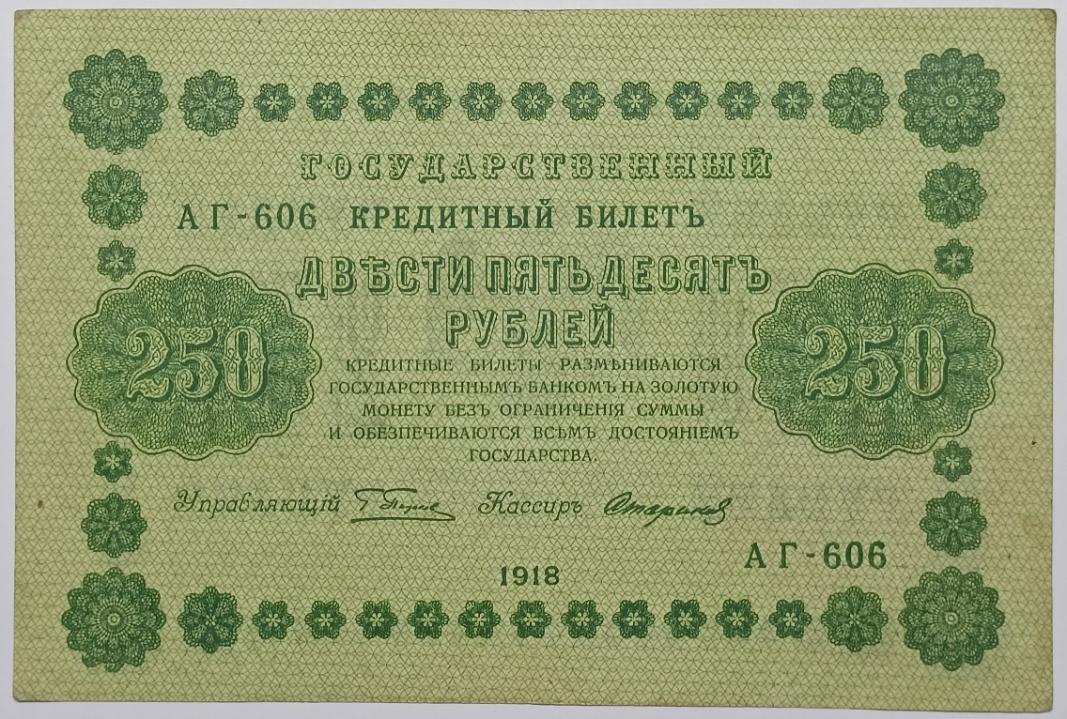 ГОСУДАРСТВЕННЫЙ
АГ-606 КРЕДИТНЫЙ БИЛЕТЪ
ДВѢСТИ ПЯТЬДЕСЯТЪ
РУБЛЕЙ
250
250
КРЕДИТНЫЕ БИЛЕТЫ РАЗМѢНИВАЮТСЯ
ГОСУДАРСТВЕННЫМЪ БАНКОМЪ НА ЗОЛОТУЮ
МОНЕТУ БЕЗЪ ОГРАНИЧЕНІЯ СУММЫ
И ОБЕЗПЕЧИВАЮТСЯ ВСѢМЪ ДОСТОЯНІЕМЪ
ГОСУДАРСТВА.
Управляющій Кассиръ Стариков
АГ-606
1918